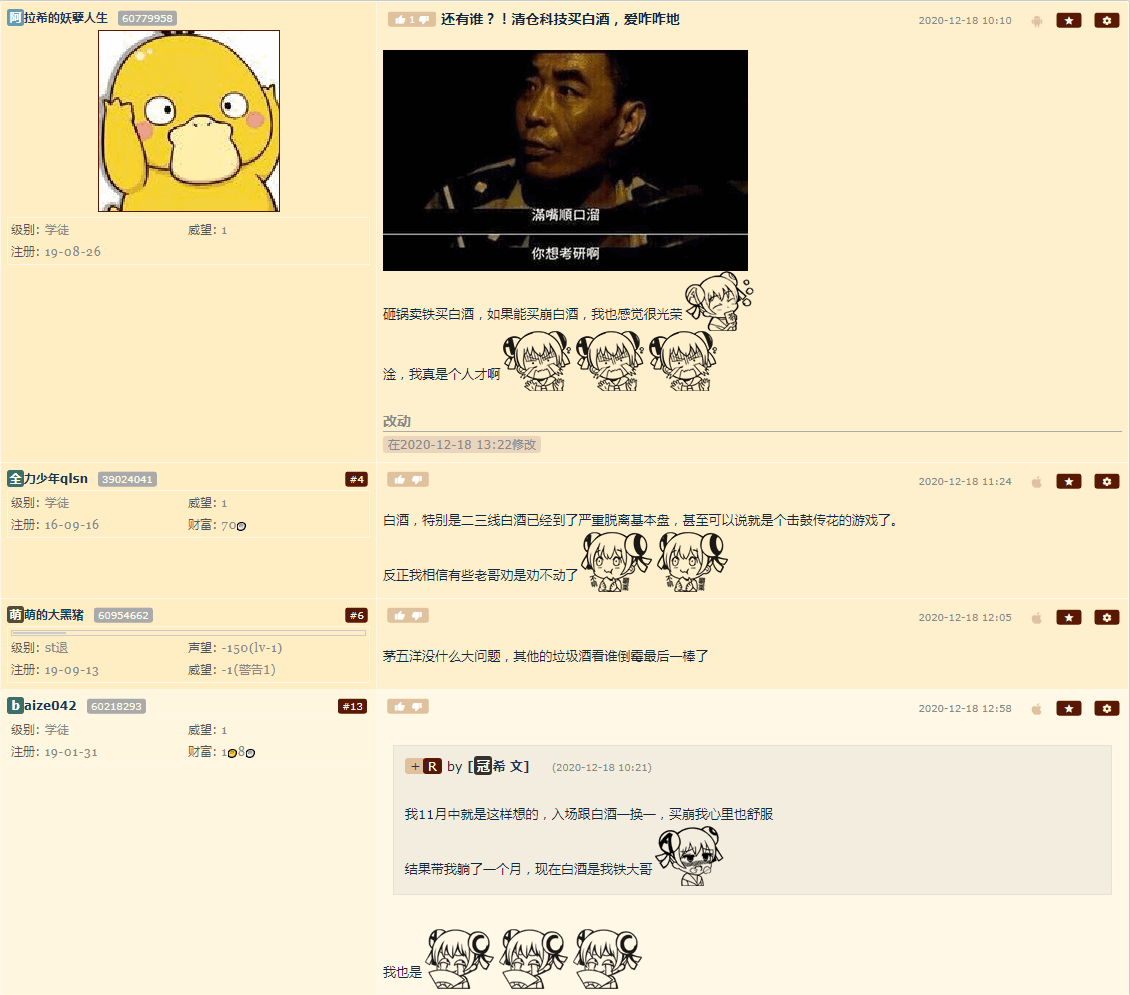 阿拉希的妖孽人生 60779958
级别: 学徒 威望: 1
注册: 19-08-26
1 还有谁？！清仓科技买白酒，爱咋咋地 2020-12-18 10:10
滿嘴順口溜
你想考研啊
砸锅卖铁买白酒，如果能买崩白酒，我也感觉很光荣
淦，我真是个人才啊
改动
在2020-12-18 13:22修改
全力少年qlsn 39024041 #4
级别: 学徒 威望: 1
注册: 16-09-16 财富: 70
2020-12-18 11:24
白酒，特别是二三线白酒已经到了严重脱离基本盘，甚至可以说就是个击鼓传花的游戏了。
反正我相信有些老哥劝是劝不动了
萌萌的大黑猪 60954662 #6
级别: st退 声望: -150(lv-1)
注册: 19-09-13 威望: -1(警告1)
2020-12-18 12:05
茅五洋没什么大问题，其他的垃圾酒看谁倒霉最后一棒了
baize042 60218293 #13
级别: 学徒 威望: 1
注册: 19-01-31 财富: 1 8
2020-12-18 12:58
+ R by [冠希 文] (2020-12-18 10:21)
我11月中就是这样想的，入场跟白酒一换一，买崩我心里也舒服
结果带我躺了一个月，现在白酒是我铁大哥
我也是